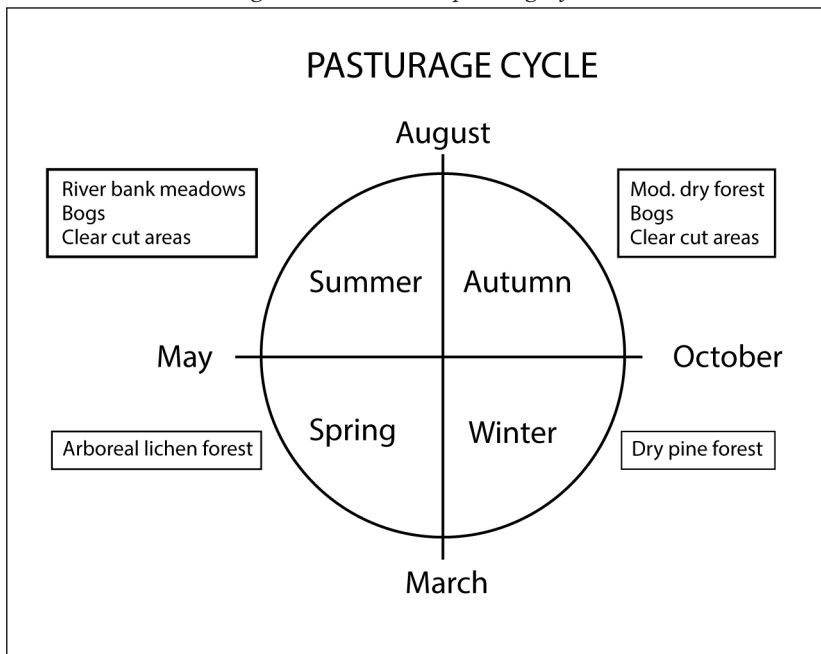 PASTURAGE CYCLE
August
River bank meadows
Bogs
Clear cut areas
Mod. dry forest
Bogs
Clear cut areas
Summer
Autumn
May
October
Spring
Winter
Arboreal lichen forest
Dry pine forest
March